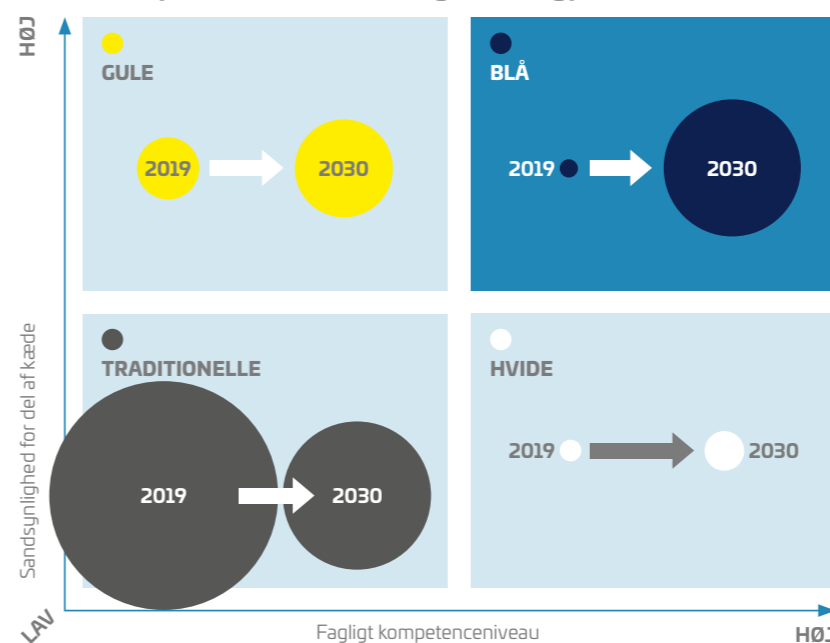 HØJ
GULE
2019
2030
BLÅ
2019
2030
TRADITIONELLE
2019
2030
HVIDE
2019
2030
Sandsynlighed for del af kæde
LAV
Fagligt kompetenceniveau
HØJ